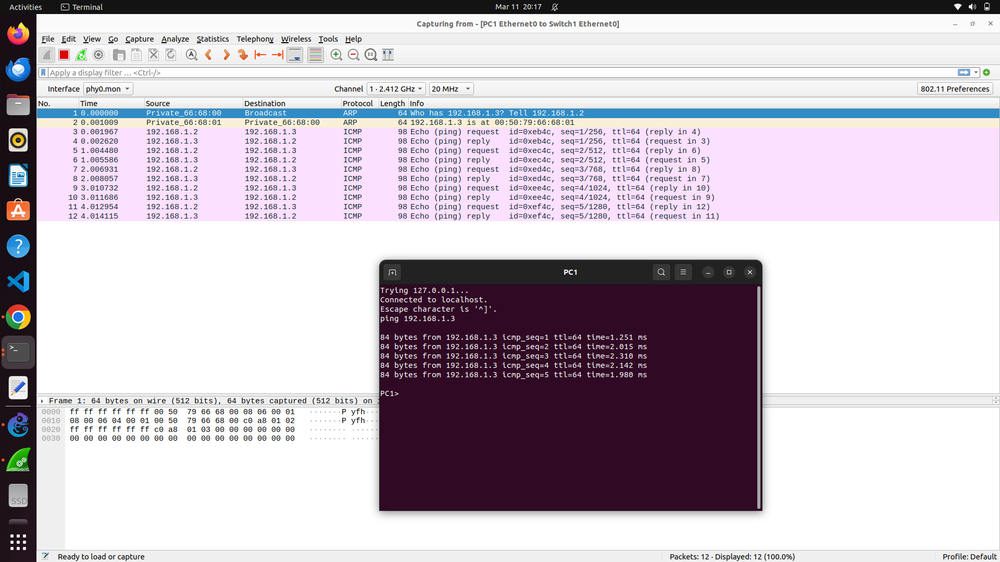 Activities Terminal Mar 11 20:17
Capturing from - [PC1 Ethernet0 to Switch1 Ethernet0]
File Edit View Go Capture Analyze Statistics Telephony Wireless Tools Help
Apply a display filter … <Ctrl-/>
Interface phy0.mon Channel 1 · 2.412 GHz 20 MHz 802.11 Preferences
No. Time Source Destination Protocol Length Info
1 0.000000 Private_66:68:00 Broadcast ARP 64 Who has 192.168.1.3? Tell 192.168.1.2
2 0.001009 Private_66:68:01 Private_66:68:00 ARP 64 192.168.1.3 is at 00:50:79:66:68:01
3 0.001967 192.168.1.2 192.168.1.3 ICMP 98 Echo (ping) request id=0xeb4c, seq=1/256, ttl=64 (reply in 4)
4 0.002620 192.168.1.3 192.168.1.2 ICMP 98 Echo (ping) reply id=0xeb4c, seq=1/256, ttl=64 (request in 3)
5 1.004480 192.168.1.2 192.168.1.3 ICMP 98 Echo (ping) request id=0xec4c, seq=2/512, ttl=64 (reply in 6)
6 1.005586 192.168.1.3 192.168.1.2 ICMP 98 Echo (ping) reply id=0xec4c, seq=2/512, ttl=64 (request in 5)
7 2.006931 192.168.1.2 192.168.1.3 ICMP 98 Echo (ping) request id=0xed4c, seq=3/768, ttl=64 (reply in 8)
8 2.008057 192.168.1.3 192.168.1.2 ICMP 98 Echo (ping) reply id=0xed4c, seq=3/768, ttl=64 (request in 7)
9 3.010732 192.168.1.2 192.168.1.3 ICMP 98 Echo (ping) request id=0xee4c, seq=4/1024, ttl=64 (reply in 10)
10 3.011686 192.168.1.3 192.168.1.2 ICMP 98 Echo (ping) reply id=0xee4c, seq=4/1024, ttl=64 (request in 9)
11 4.012954 192.168.1.2 192.168.1.3 ICMP 98 Echo (ping) request id=0xef4c, seq=5/1280, ttl=64 (reply in 12)
12 4.014115 192.168.1.3 192.168.1.2 ICMP 98 Echo (ping) reply id=0xef4c, seq=5/1280, ttl=64 (request in 11)
PC1
Trying 127.0.0.1...
Connected to localhost.
Escape character is '^]'.
ping 192.168.1.3
84 bytes from 192.168.1.3 icmp_seq=1 ttl=64 time=1.251 ms
84 bytes from 192.168.1.3 icmp_seq=2 ttl=64 time=2.015 ms
84 bytes from 192.168.1.3 icmp_seq=3 ttl=64 time=2.310 ms
84 bytes from 192.168.1.3 icmp_seq=4 ttl=64 time=2.142 ms
84 bytes from 192.168.1.3 icmp_seq=5 ttl=64 time=1.980 ms
PC1>
Frame 1: 64 bytes on wire (512 bits), 64 bytes captured (512 bits) on
0000 ff ff ff ff ff ff 00 50 79 66 68 00 08 06 00 01 ·······P yfh···
0010 08 00 06 04 00 01 00 50 79 66 68 00 c0 a8 01 02 ·······P yfh···
0020 ff ff ff ff ff ff c0 a8 01 03 00 00 00 00 00 00 ········ ······
0030 00 00 00 00 00 00 00 00 00 00 00 00 00 00 00 00 ········ ······
SSD
Ready to load or capture Packets: 12 · Displayed: 12 (100.0%) Profile: Default